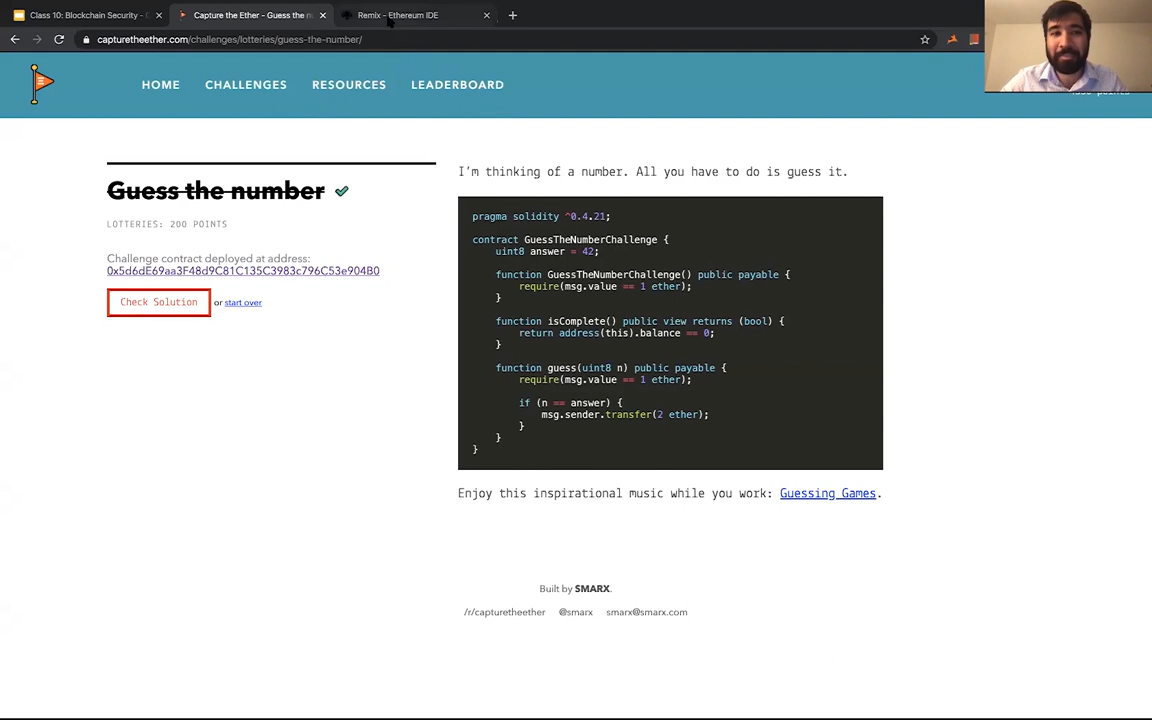 Class 10: Blockchain Security -
Capture the Ether - Guess the n
Remix - Ethereum IDE
capturetheether.com/challenges/lotteries/guess-the-number/
HOME
CHALLENGES
RESOURCES
LEADERBOARD
Guess the number
LOTTERIES: 200 POINTS
Challenge contract deployed at address:
0x5d6dE69aa3F48d9C81C135C3983c796C53e904B0
Check Solution or start over
I'm thinking of a number. All you have to do is guess it.
pragma solidity ^0.4.21;
contract GuessTheNumberChallenge {
uint8 answer = 42;
function GuessTheNumberChallenge() public payable {
require(msg.value == 1 ether);
}
function isComplete() public view returns (bool) {
return address(this).balance == 0;
}
function guess(uint8 n) public payable {
require(msg.value == 1 ether);
if (n == answer) {
msg.sender.transfer(2 ether);
}
}
}
Enjoy this inspirational music while you work: Guessing Games.
Built by SMARX.
/r/capturetheether @smarx smarx@smarx.com